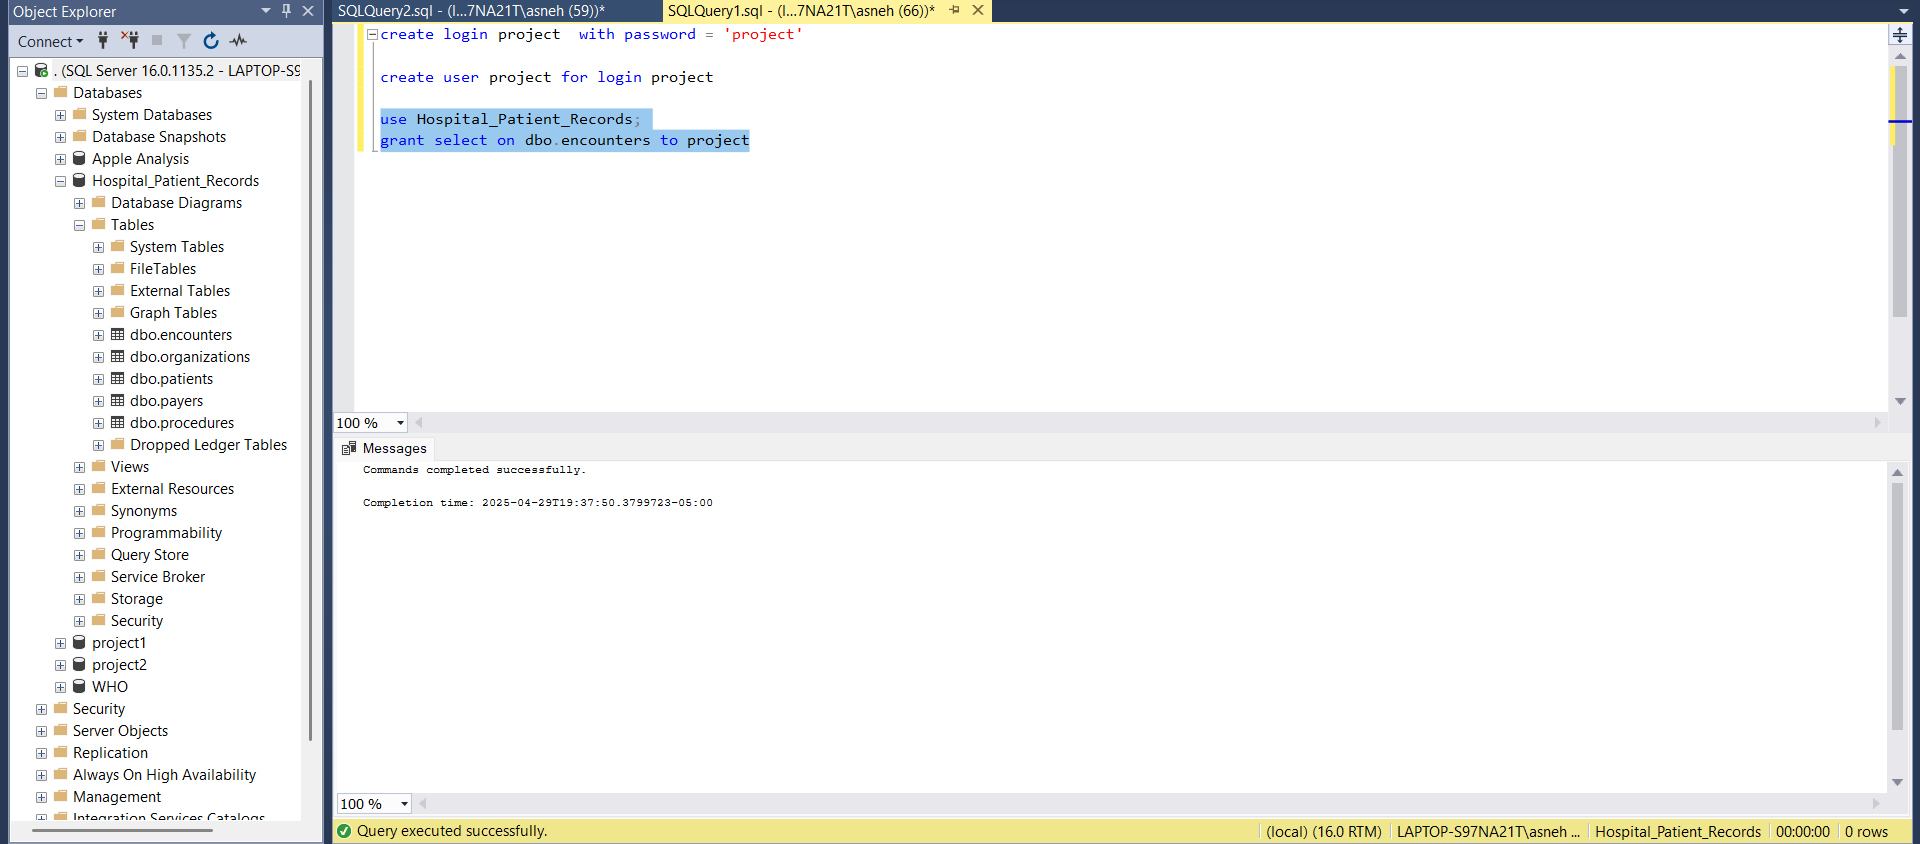 Object Explorer
Connect
. (SQL Server 16.0.1135.2 - LAPTOP-S9
Databases
System Databases
Database Snapshots
Apple Analysis
Hospital_Patient_Records
Database Diagrams
Tables
System Tables
FileTables
External Tables
Graph Tables
dbo.encounters
dbo.organizations
dbo.patients
dbo.payers
dbo.procedures
Dropped Ledger Tables
Views
External Resources
Synonyms
Programmability
Query Store
Service Broker
Storage
Security
project1
project2
WHO
Security
Server Objects
Replication
Always On High Availability
Management
Integration Services Catalogs
SQLQuery2.sql - (l...7NA21T\asneh (59))*
SQLQuery1.sql - (l...7NA21T\asneh (66))*
create login project  with password = 'project'
create user project for login project
use Hospital_Patient_Records;
grant select on dbo.encounters to project
100 %
Messages
Commands completed successfully.
Completion time: 2025-04-29T19:37:50.3799723-05:00
100 %
Query executed successfully.
(local) (16.0 RTM)
LAPTOP-S97NA21T\asneh ...
Hospital_Patient_Records
00:00:00
0 rows